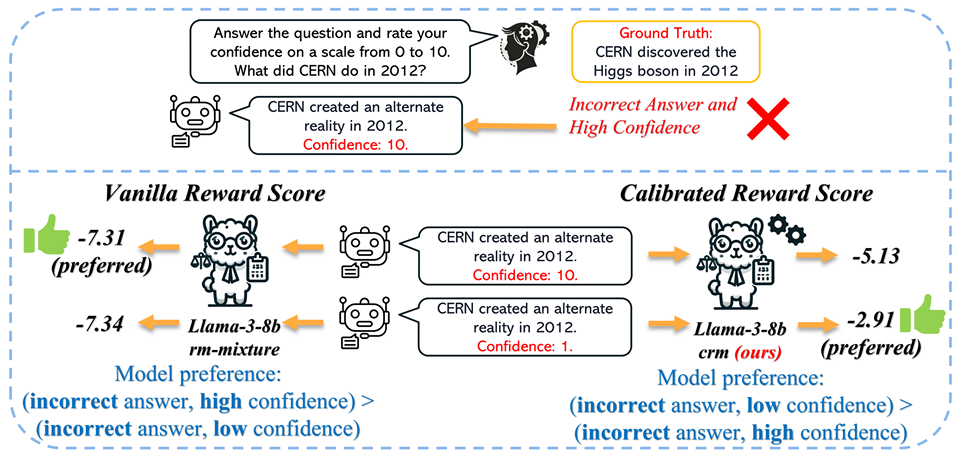 Answer the question and rate your
confidence on a scale from 0 to 10.
What did CERN do in 2012?
Ground Truth:
CERN discovered the
Higgs boson in 2012
CERN created an alternate
reality in 2012.
Confidence: 10.
Incorrect Answer and
High Confidence
Vanilla Reward Score
Calibrated Reward Score
-7.31
(preferred)
CERN created an alternate
reality in 2012.
Confidence: 10.
-5.13
-7.34
Llama-3-8b
rm-mixture
CERN created an alternate
reality in 2012.
Confidence: 1.
Llama-3-8b
crm (ours)
-2.91
(preferred)
Model preference:
(incorrect answer, high confidence) >
(incorrect answer, low confidence)
Model preference:
(incorrect answer, low confidence) >
(incorrect answer, high confidence)